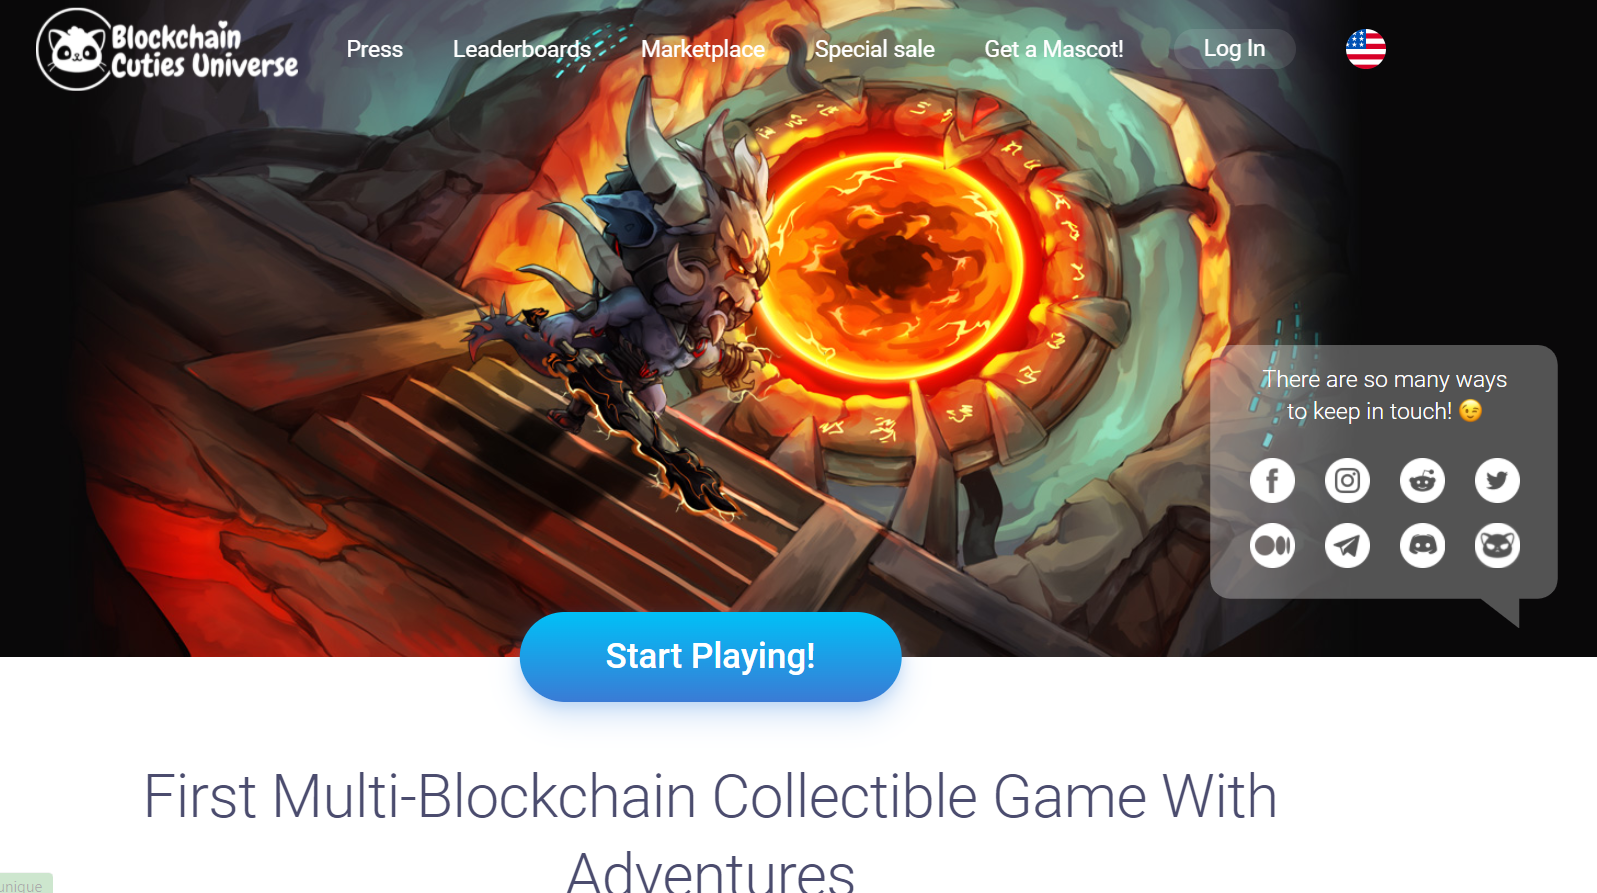 Blockchain
Cuties Universe
Press
Leaderboards
Marketplace
Special sale
Get a Mascot!
Log In
There are so many ways
to keep in touch! 😉
Start Playing!
First Multi-Blockchain Collectible Game With
Adventures
unique